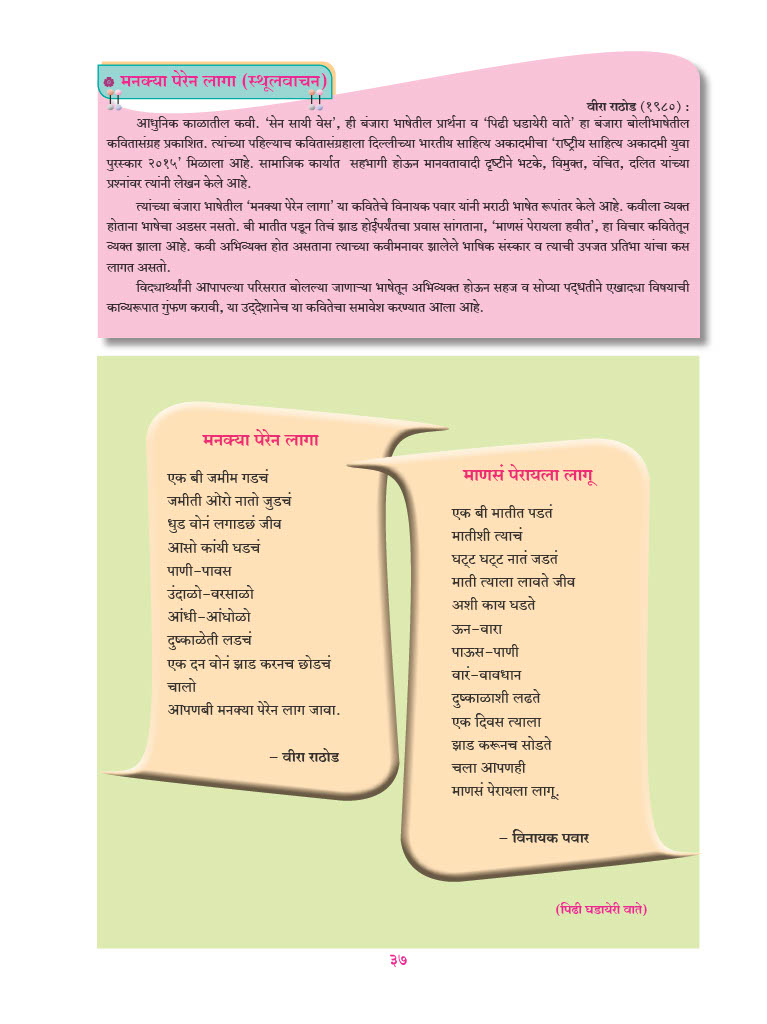 मनक्या पेरेन लागा (स्थूलवाचन)
वीरा राठोड (१९८०) :
आधुनिक काळातील कवी. ‘सेन सायी वेस’, ही बंजारा भाषेतील प्रार्थना व ‘पिढी घडायेरी वाते’ हा बंजारा बोलीभाषेतील
कवितासंग्रह प्रकाशित. त्यांच्या पहिल्याच कवितासंग्रहाला दिल्लीच्या भारतीय साहित्य अकादमीचा ‘राष्ट्रीय साहित्य अकादमी युवा
पुरस्कार २०१५’ मिळाला आहे. सामाजिक कार्यात सहभागी होऊन मानवतावादी दृष्टीने भटके, विमुक्त, वंचित, दलित यांच्या
प्रश्नांवर त्यांनी लेखन केले आहे.
त्यांच्या बंजारा भाषेतील ‘मनक्या पेरेन लागा’ या कवितेचे विनायक पवार यांनी मराठी भाषेत रूपांतर केले आहे. कवीला व्यक्त
होताना भाषेचा अडसर नसतो. बी मातीत पडून तिचं झाड होईपर्यंतचा प्रवास सांगताना, ‘माणसं पेरायला हवीत’, हा विचार कवितेतून
व्यक्त झाला आहे. कवी अभिव्यक्त होत असताना त्याच्या कवीमनावर झालेले भाषिक संस्कार व त्याची उपजत प्रतिभा यांचा कस
लागत असतो.
विद्यार्थ्यांनी आपापल्या परिसरात बोलल्या जाणाऱ्या भाषेतून अभिव्यक्त होऊन सहज व सोप्या पद्धतीने एखाद्या विषयाची
काव्यरूपात गुंफण करावी, या उद्देशानेच या कवितेचा समावेश करण्यात आला आहे.
मनक्या पेरेन लागा
एक बी जमीम गडचं
जमीती ओरो नातो जुडचं
धुड वोनं लगाडछं जीव
आसो कांयी घडचं
पाणी-पावस
उंदाळो-वरसाळो
आंधी-आंधोळो
दुष्काळेती लडचं
एक दन वोनं झाड करनच छोडचं
चालो
आपणबी मनक्या पेरेन लाग जावा.
– वीरा राठोड
माणसं पेरायला लागू
एक बी मातीत पडतं
मातीशी त्याचं
घट्ट घट्ट नातं जडतं
माती त्याला लावते जीव
अशी काय घडते
ऊन-वारा
पाऊस-पाणी
वारं-वावधान
दुष्काळाशी लढते
एक दिवस त्याला
झाड करूनच सोडते
चला आपणही
माणसं पेरायला लागू.
– विनायक पवार
(पिढी घडायेरी वाते)
३७